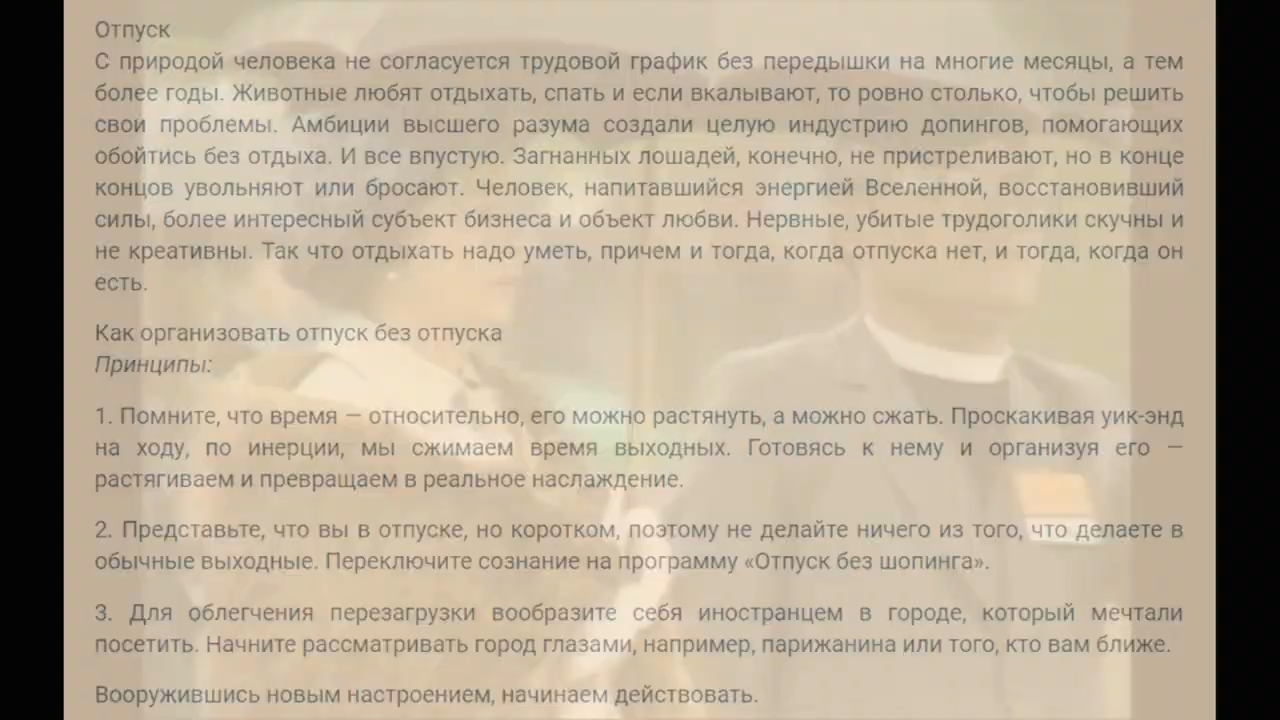 Отпуск
С природой человека не согласуется трудовой график без передышки на многие месяцы, а тем
более годы. Животные любят отдыхать, спать и если вкалывают, то ровно столько, чтобы решить
свои проблемы. Амбиции высшего разума создали целую индустрию допингов, помогающих
обойтись без отдыха. И все впустую. Загнанных лошадей, конечно, не пристреливают, но в конце
концов увольняют или бросают. Человек, напитавшийся энергией Вселенной, восстановивший
силы, более интересный субъект бизнеса и объект любви. Нервные, убитые трудоголики скучны и
не креативны. Так что отдыхать надо уметь, причем и тогда, когда отпуска нет, и тогда, когда он
есть.
Как организовать отпуск без отпуска
Принципы:
1. Помните, что время — относительно, его можно растянуть, а можно сжать. Проскакивая уик-энд
на ходу, по инерции, мы сжимаем время выходных. Готовясь к нему и организуя его —
растягиваем и превращаем в реальное наслаждение.
2. Представьте, что вы в отпуске, но коротком, поэтому не делайте ничего из того, что делаете в
обычные выходные. Переключите сознание на программу «Отпуск без шопинга».
3. Для облегчения перезагрузки вообразите себя иностранцем в городе, который мечтали
посетить. Начните рассматривать город глазами, например, парижанина или того, кто вам ближе.
Вооружившись новым настроением, начинаем действовать.